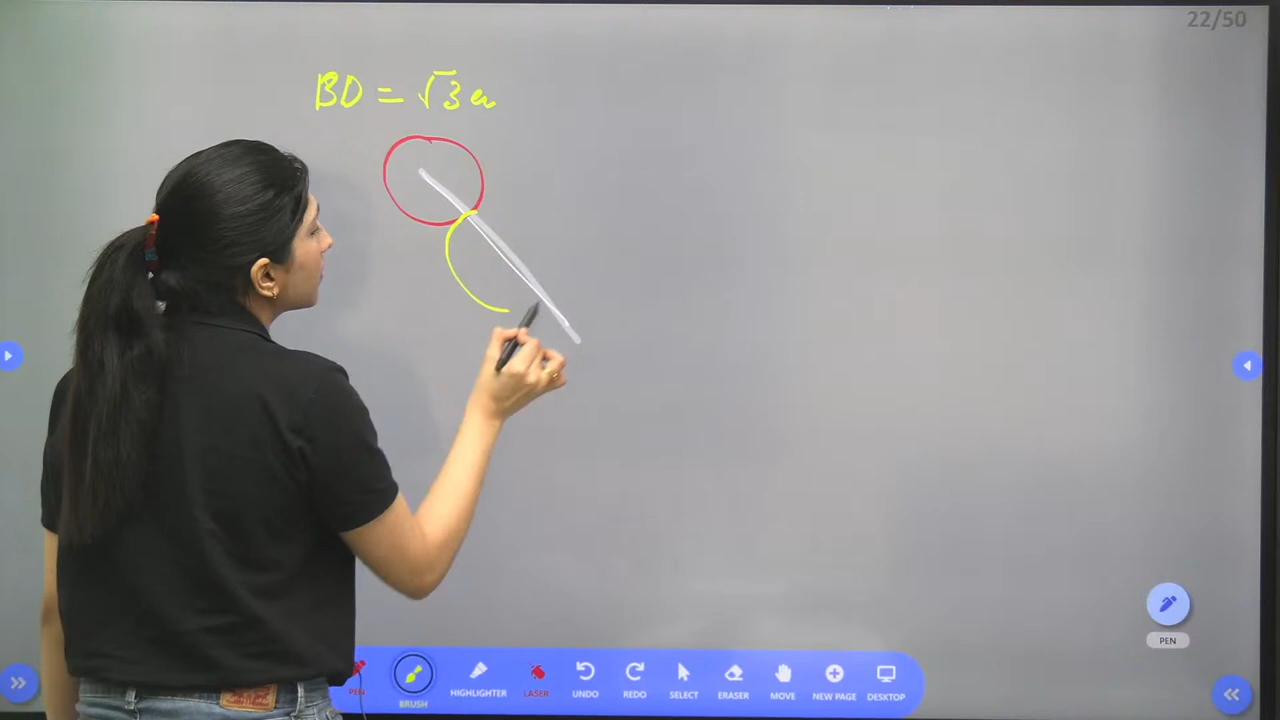 22/50
BD = √3 a
PEN
PEN
BRUSH
HIGHLIGHTER
LASER
UNDO
REDO
SELECT
ERASER
MOVE
NEW PAGE
DESKTOP